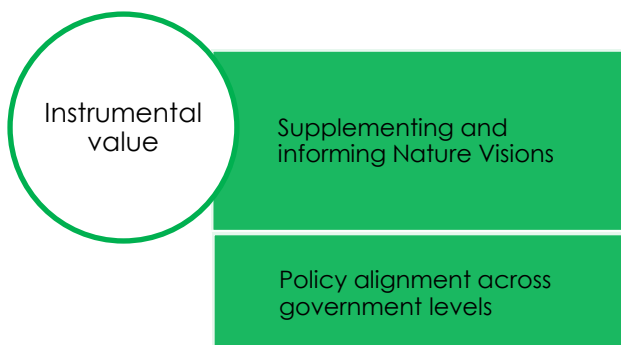 Instrumental
value
Supplementing and
informing Nature Visions
Policy alignment across
government levels